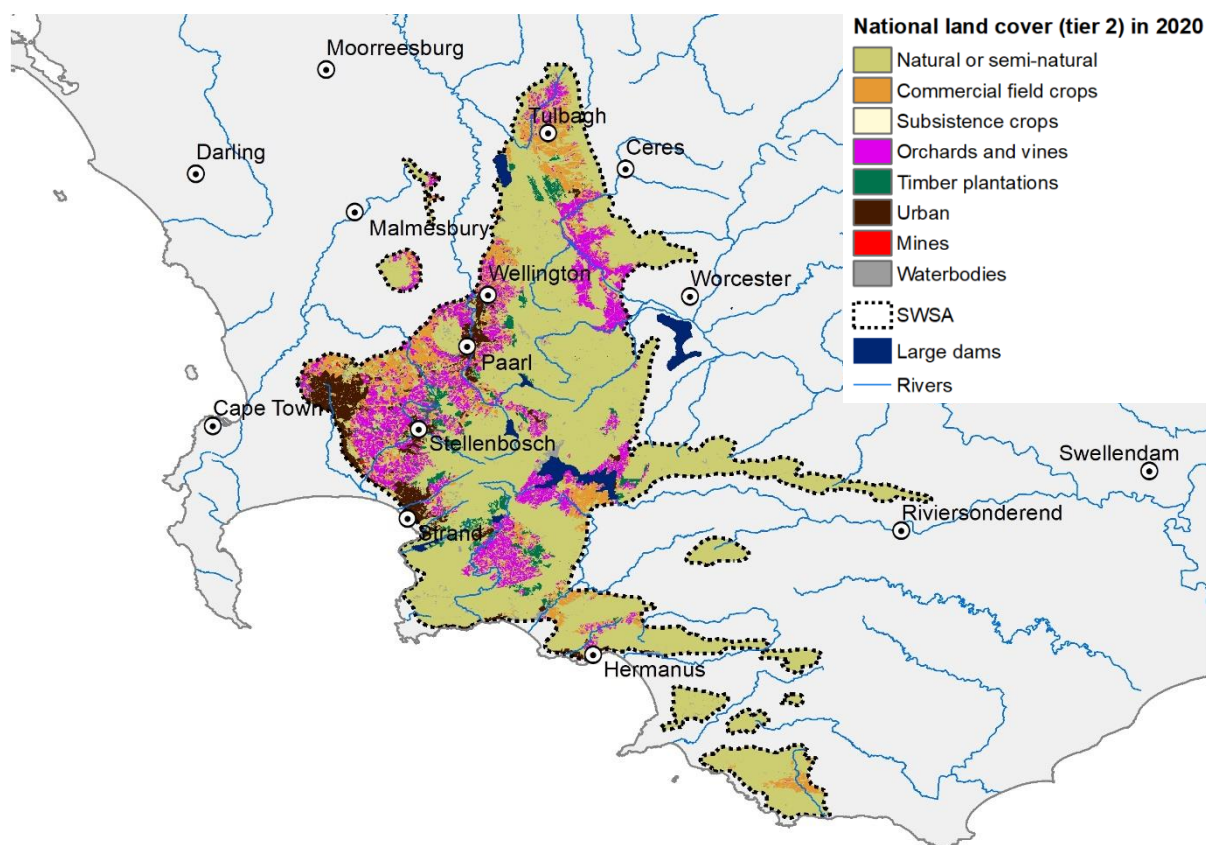 National land cover (tier 2) in 2020
Natural or semi-natural
Commercial field crops
Subsistence crops
Orchards and vines
Timber plantations
Urban
Mines
Waterbodies
SWSA
Large dams
Rivers
Moorreesburg
Tulbagh
Darling
Ceres
Malmesbury
Wellington
Worcester
Paarl
Cape Town
Stellenbosch
Swellendam
Strand
Riviersonderend
Hermanus